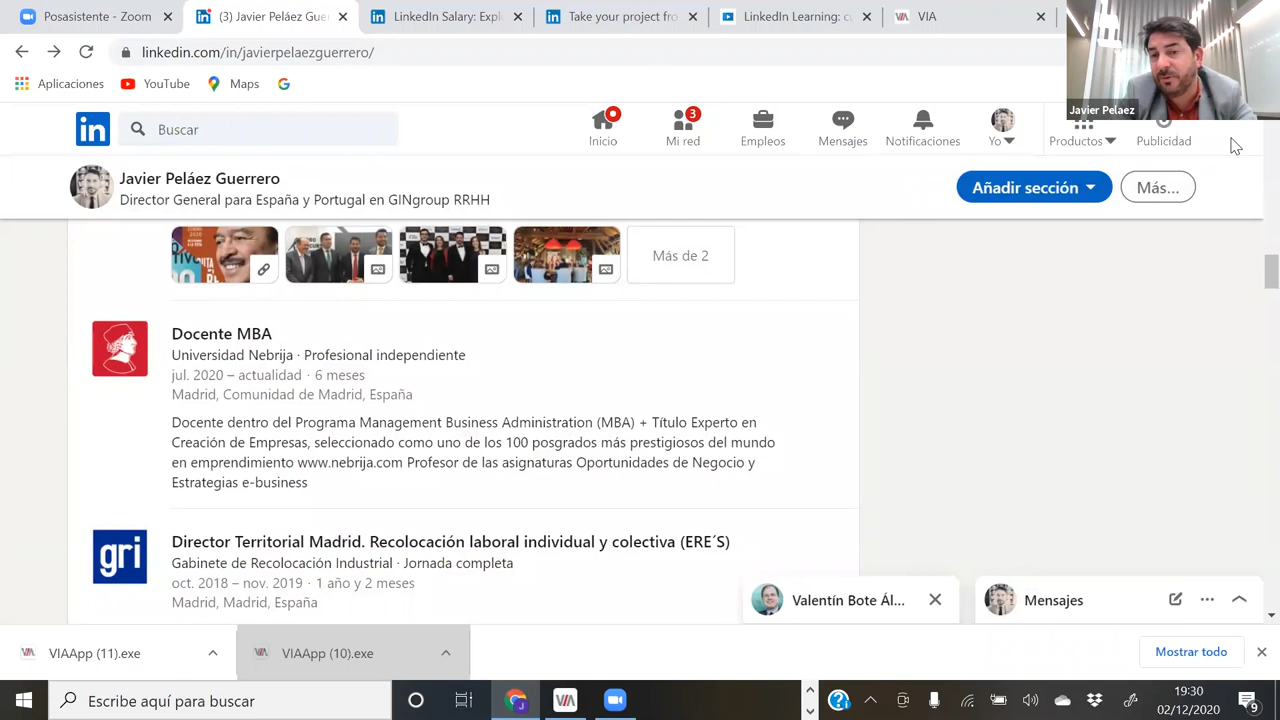 Posasistente - Zoom
(3) Javier Peláez Gue
LinkedIn Salary: Expl
Take your project fro
LinkedIn Learning: cu
VIA
linkedin.com/in/javierpelaezguerrero/
Javier Pelaez
Aplicaciones
YouTube
Maps
in
Buscar
Inicio
3
Mi red
Empleos
Mensajes
Notificaciones
Yo
Productos
Publicidad
Javier Peláez Guerrero
Director General para España y Portugal en GINgroup RRHH
Añadir sección
Más...
Más de 2
Docente MBA
Universidad Nebrija · Profesional independiente
jul. 2020 – actualidad · 6 meses
Madrid, Comunidad de Madrid, España
Docente dentro del Programa Management Business Administration (MBA) + Título Experto en
Creación de Empresas, seleccionado como uno de los 100 posgrados más prestigiosos del mundo
en emprendimiento www.nebrija.com Profesor de las asignaturas Oportunidades de Negocio y
Estrategias e-business
gri
Director Territorial Madrid. Recolocación laboral individual y colectiva (ERE´S)
Gabinete de Recolocación Industrial · Jornada completa
oct. 2018 – nov. 2019 · 1 año y 2 meses
Madrid, Madrid, España
Valentín Bote Ál...
Mensajes
VIAApp (11).exe
VIAApp (10).exe
Mostrar todo
Escribe aquí para buscar
VIA
19:30
02/12/2020
9